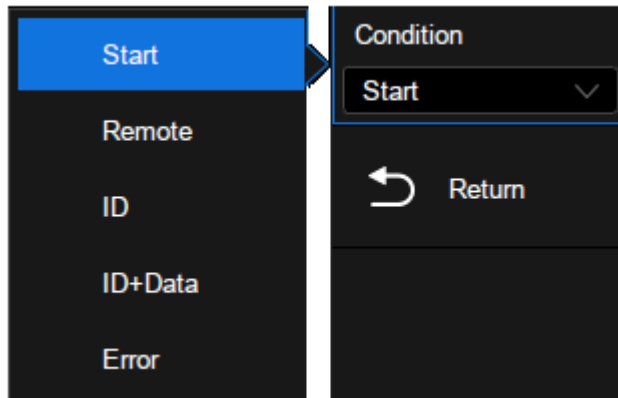 Start
Remote
ID
ID+Data
Error
Condition
Start
Return